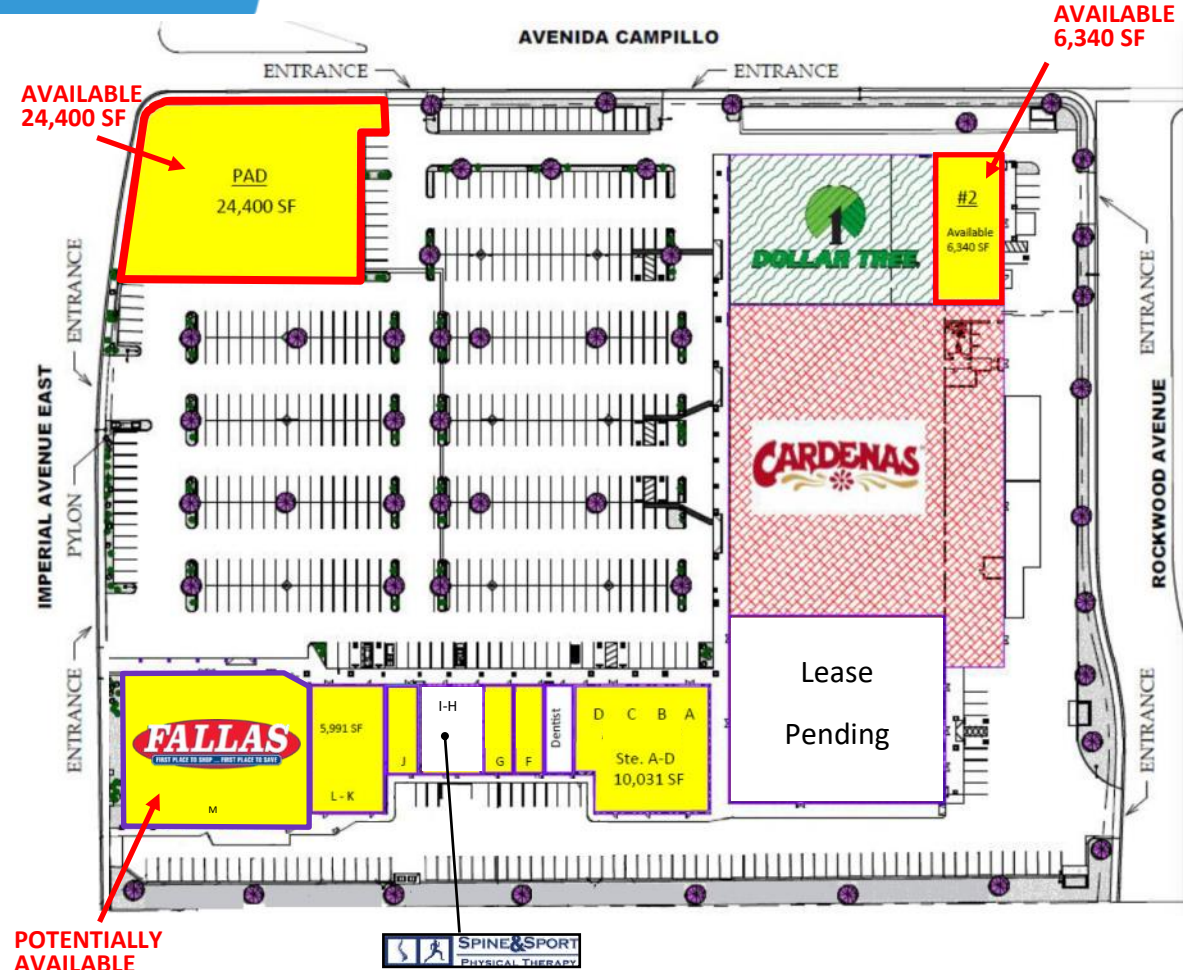 AVENIDA CAMPILLO
AVAILABLE
6,340 SF
ENTRANCE
ENTRANCE
AVAILABLE
24,400 SF
PAD
24,400 SF
1
DOLLAR TREE
#2
Available
6,340 SF
ENTRANCE
ENTRANCE
IMPERIAL AVENUE EAST
PYLON
ENTRANCE
CARDENAS
ROCKWOOD AVENUE
ENTRANCE
Lease
Pending
FALLAS
FIRST PLACE TO SHOP ... FIRST PLACE TO SAVE!
M
5,991 SF
L - K
J
I-H
G
F
Dentist
D C B A
Ste. A-D
10,031 SF
POTENTIALLY
AVAILABLE
SPINE&SPORT
PHYSICAL THERAPY